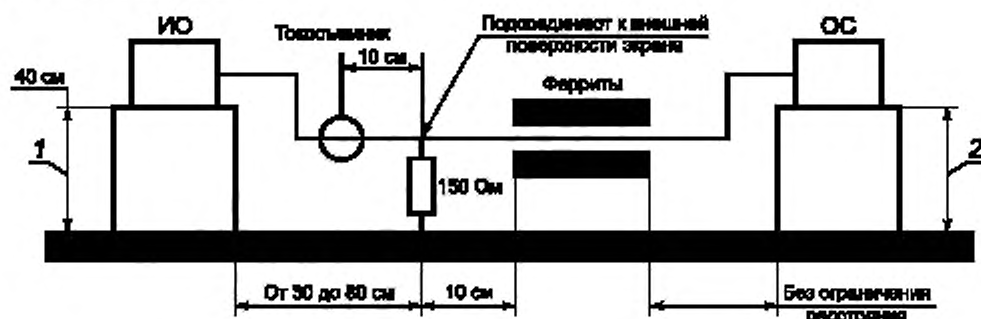 ИО
Токосъемник
Подсоединяют к внешней
поверхности экрана
ОС
10 см
40 см
Ферриты
1
2
150 Ом
От 30 до 80 см
10 см
Без ограничения
расстояния